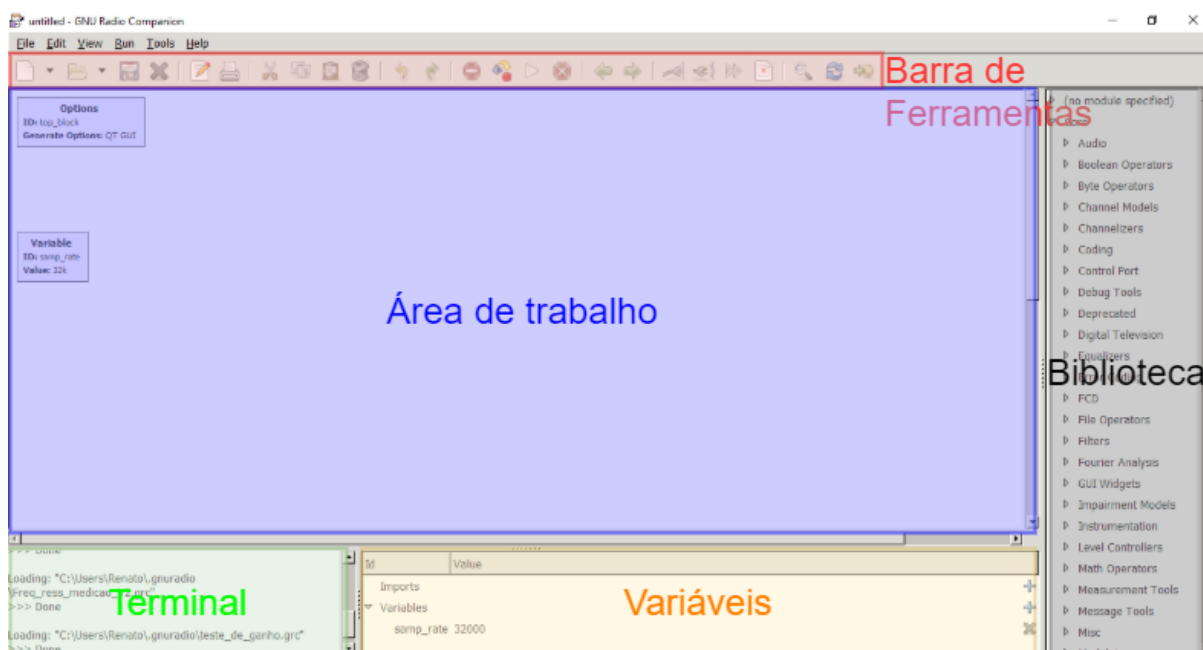 untitled - GNU Radio Companion
File Edit View Run Tools Help
Barra de
Ferramentas
Options
ID: top_block
Generate Options: QT GUI
Variable
ID: samp_rate
Value: 32k
Área de trabalho
(no module specified)
Audio
Boolean Operators
Byte Operators
Channel Models
Channelizers
Coding
Control Port
Debug Tools
Deprecated
Digital Television
Equalizers
Biblioteca
FCD
File Operators
Filters
Fourier Analysis
GUI Widgets
Impairment Models
Instrumentation
Level Controllers
Math Operators
Measurement Tools
Message Tools
Misc
>>> Done
Loading: "C:\Users\Renato\.gnuradio
>>> Done
Terminal
Loading: "C:\Users\Renato\.gnuradio\teste_de_ganho.grc"
>>> Done
Id Value
Imports
Variables
samp_rate 32000
Variáveis